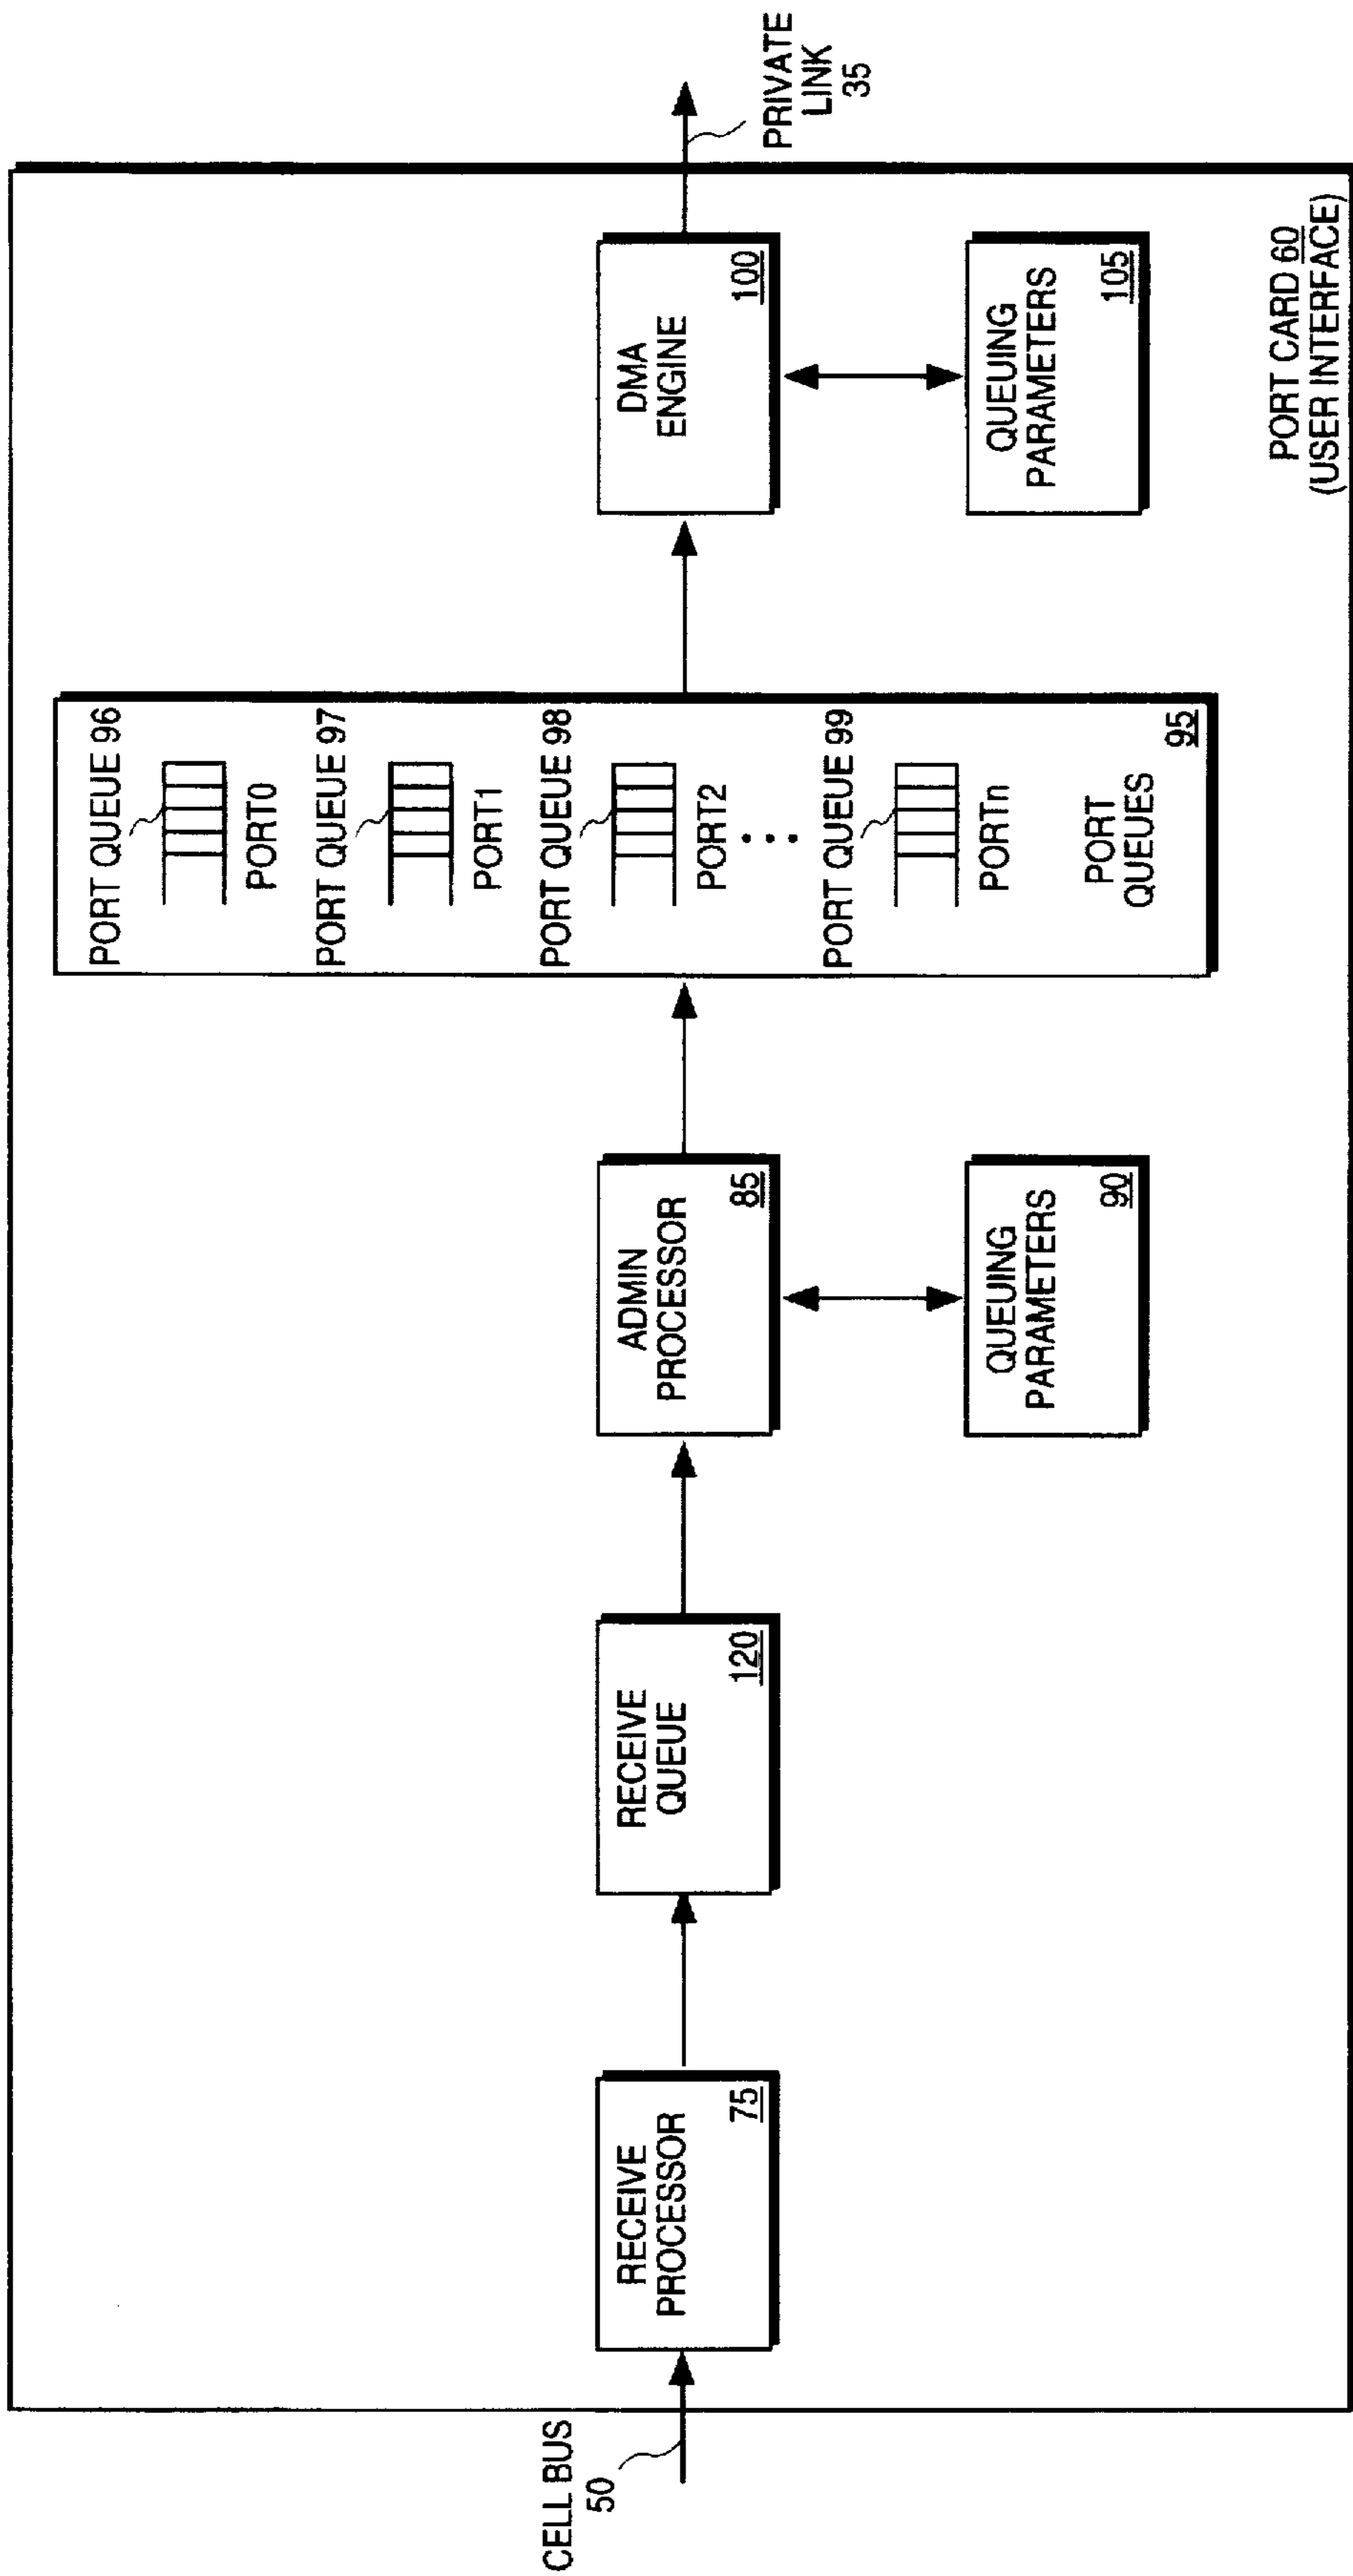 CELL BUS
50
RECEIVE
PROCESSOR
75
RECEIVE
QUEUE
120
ADMIN
PROCESSOR
85
QUEUING
PARAMETERS
90
PORT QUEUE 96
PORT0
PORT QUEUE 97
PORT1
PORT QUEUE 98
PORT2
PORT QUEUE 99
PORTn
PORT
QUEUES
95
DMA
ENGINE
100
QUEUING
PARAMETERS
105
PRIVATE
LINK
35
PORT CARD 60
(USER INTERFACE)